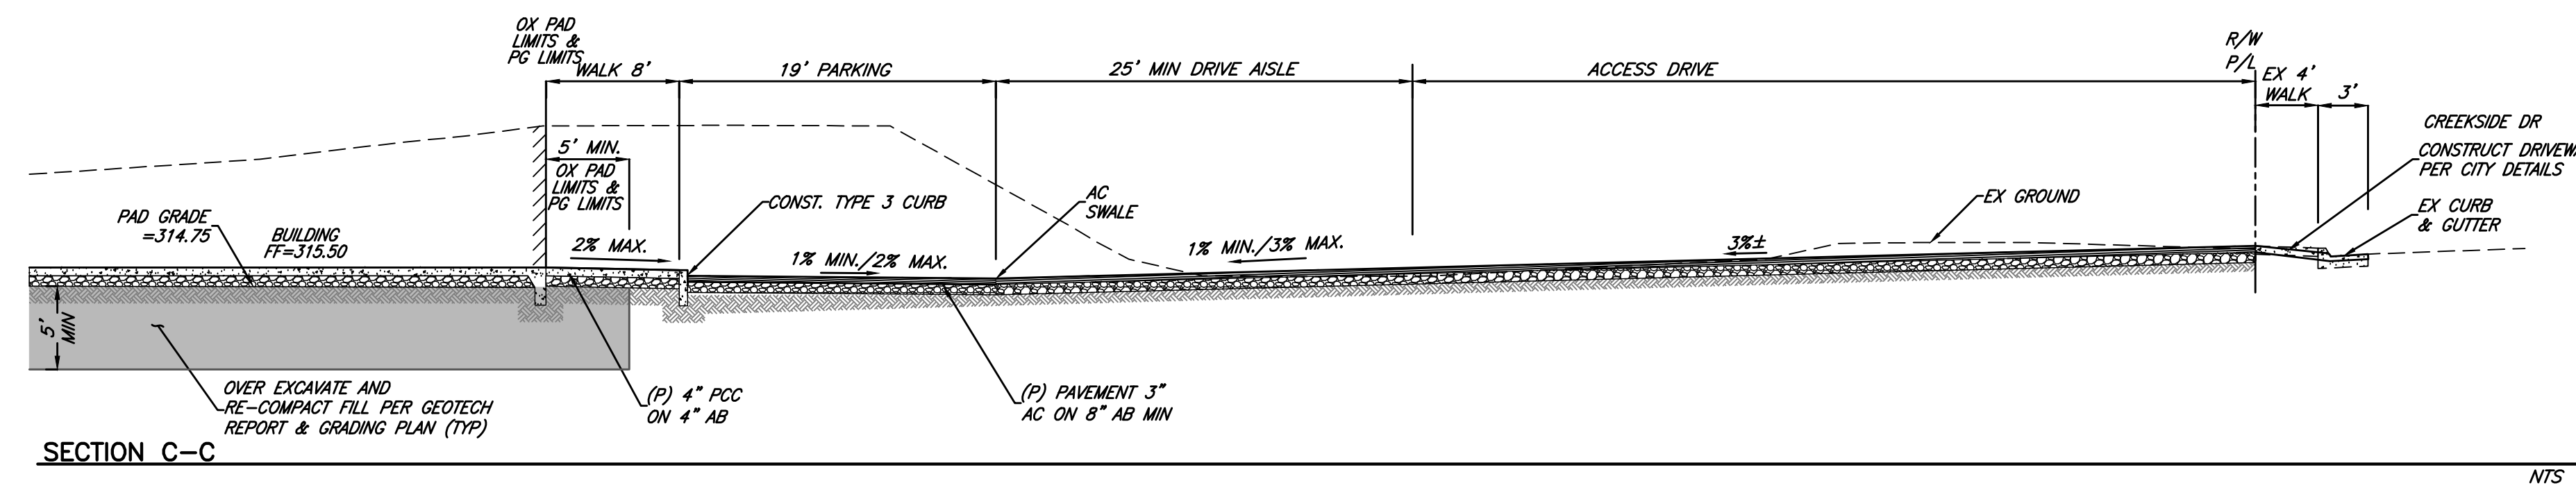 OX PAD
LIMITS &
PG LIMITS
WALK 8'
19' PARKING
25' MIN DRIVE AISLE
ACCESS DRIVE
R/W
P/L
EX 4'
WALK
3'
CREEKSIDE DR
CONSTRUCT DRIVEWA
PER CITY DETAILS
EX CURB
& GUTTER
5' MIN.
OX PAD
LIMITS &
PG LIMITS
PAD GRADE
=314.75
BUILDING
FF=315.50
2% MAX.
CONST. TYPE 3 CURB
1% MIN./2% MAX.
AC
SWALE
1% MIN./3% MAX.
3%±
EX GROUND
5'
MIN
OVER EXCAVATE AND
RE-COMPACT FILL PER GEOTECH
REPORT & GRADING PLAN (TYP)
(P) 4" PCC
ON 4" AB
(P) PAVEMENT 3"
AC ON 8" AB MIN
SECTION C-C
NTS